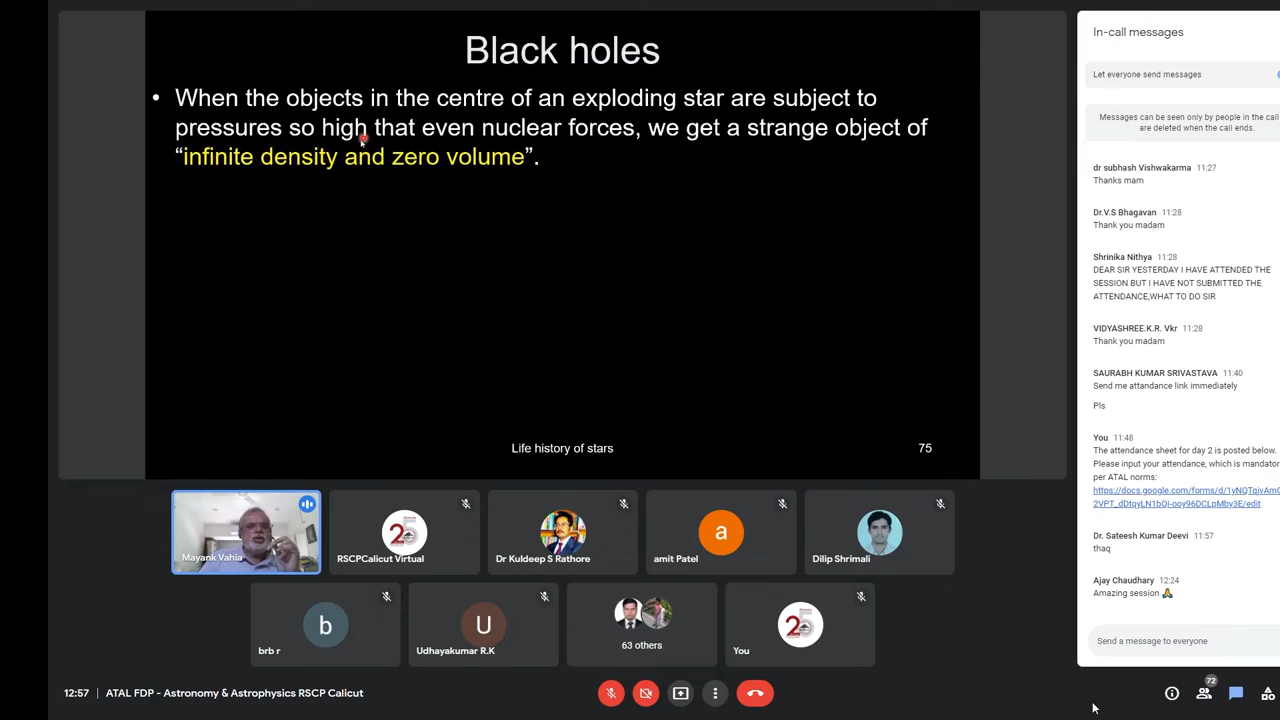 Black holes
• When the objects in the centre of an exploding star are subject to
pressures so high that even nuclear forces, we get a strange object of
“infinite density and zero volume”.
Life history of stars
75
Mayank Vahia
RSCPCalicut Virtual
Dr Kuldeep S Rathore
a
amit Patel
Dilip Shrimali
b
brb r
U
Udhayakumar R.K
63 others
You
12:57 | ATAL FDP - Astronomy & Astrophysics RSCP Calicut
In-call messages
Let everyone send messages
Messages can be seen only by people in the call
are deleted when the call ends.
dr subhash Vishwakarma 11:27
Thanks mam
Dr.V.S Bhagavan 11:28
Thank you madam
Shrinika Nithya 11:28
DEAR SIR YESTERDAY I HAVE ATTENDED THE
SESSION BUT I HAVE NOT SUBMITTED THE
ATTENDANCE,WHAT TO DO SIR
VIDYASHREE.K.R. Vkr 11:28
Thank you madam
SAURABH KUMAR SRIVASTAVA 11:40
Send me attandance link immediately
Pls
You 11:48
The attendance sheet for day 2 is posted below.
Please input your attendance, which is mandator
per ATAL norms:
Dr. Sateesh Kumar Deevi 11:57
thaq
Ajay Chaudhary 12:24
Amazing session 🙏
Send a message to everyone
72